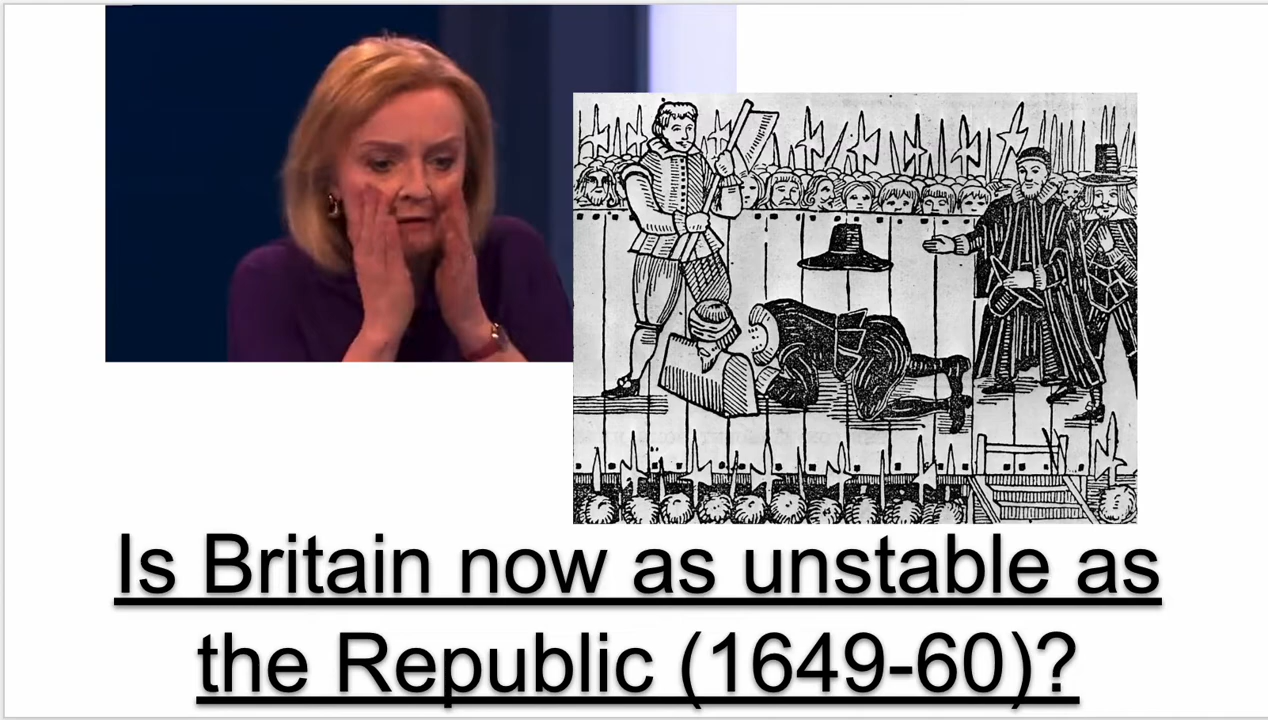 Is Britain now as unstable as
the Republic (1649-60)?